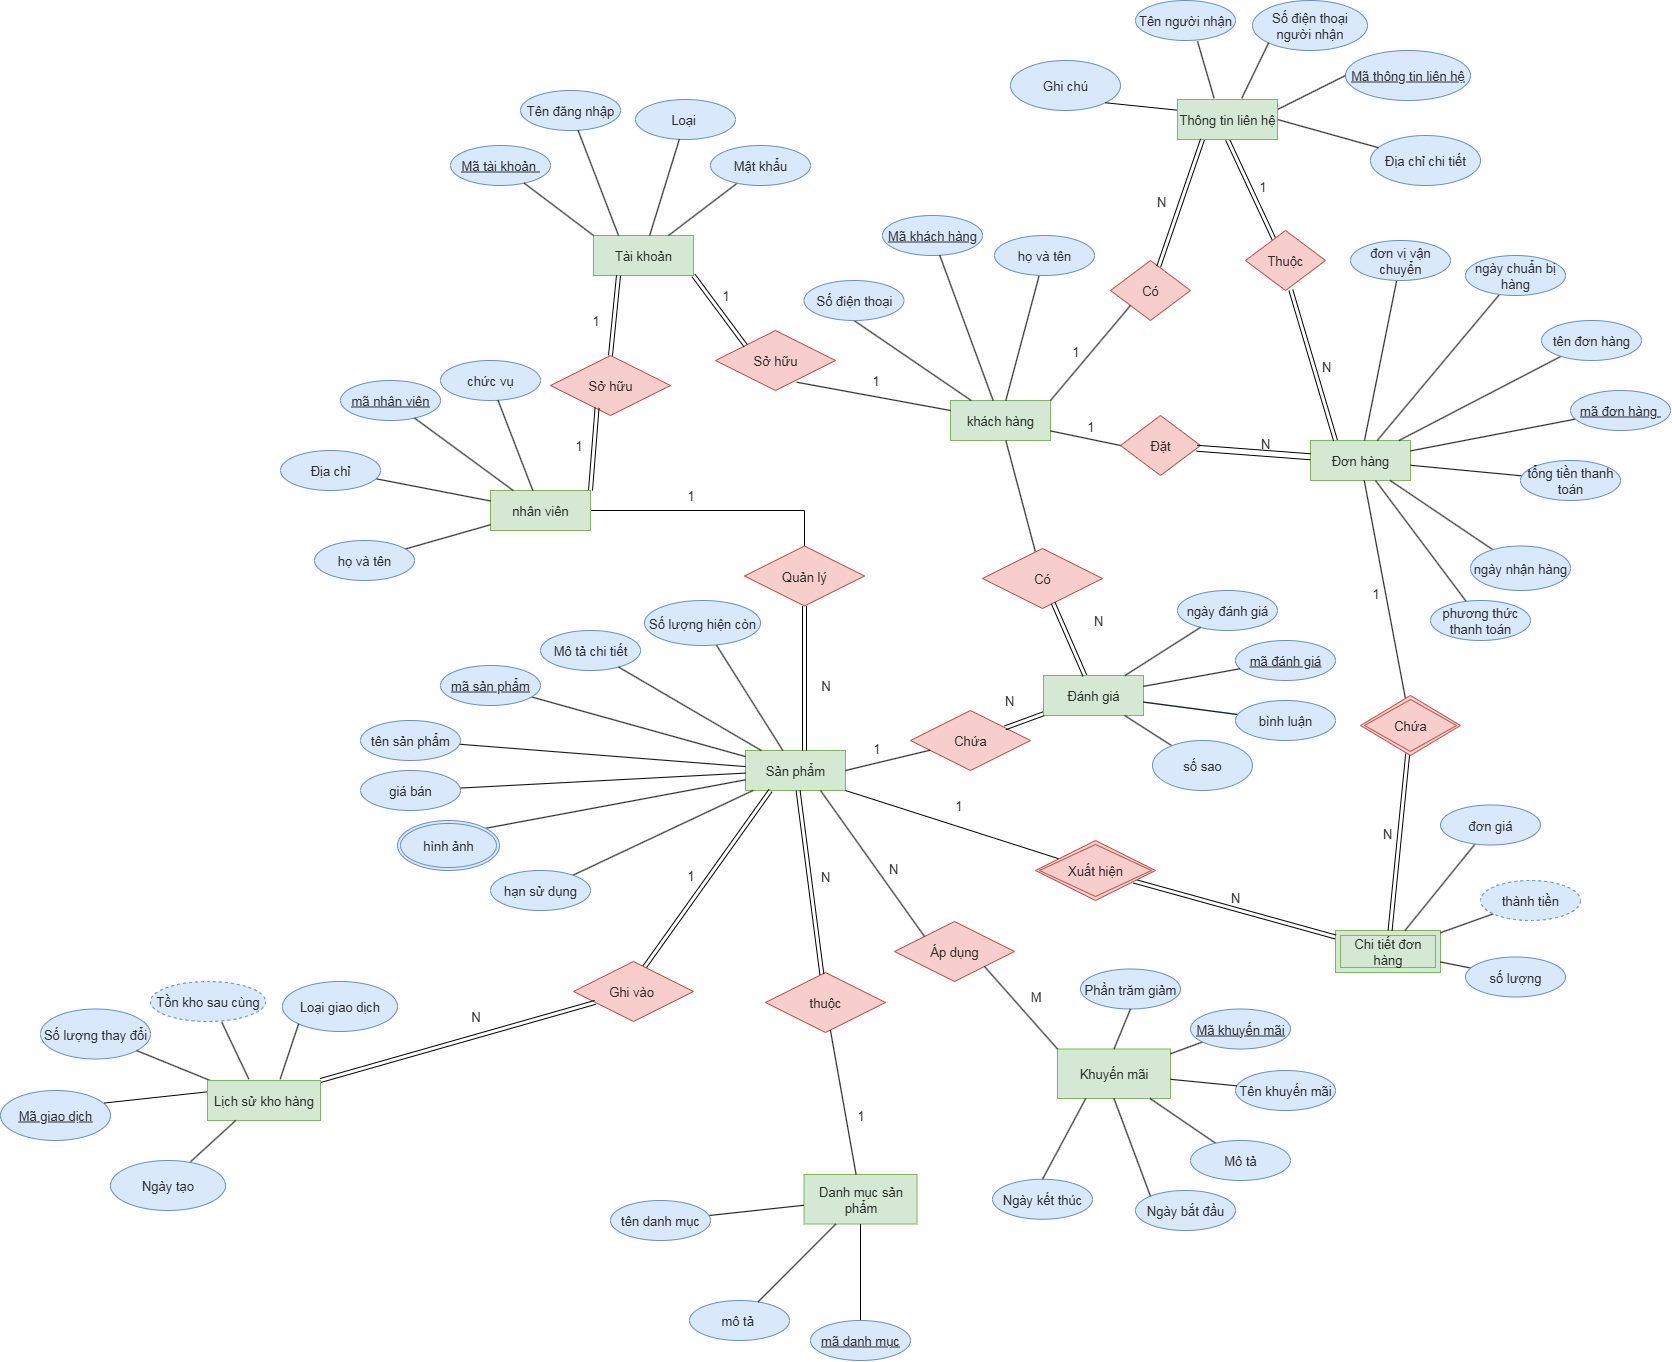 Tên người nhận
Số điện thoại
người nhận
Ghi chú
Mã thông tin liên hệ
Thông tin liên hệ
Địa chỉ chi tiết
Tên đăng nhập
Loại
Mã tài khoản
Mật khẩu
Tài khoản
N
1
Mã khách hàng
họ và tên
Số điện thoại
Có
Thuộc
đơn vị vận
chuyển
ngày chuẩn bị
hàng
tên đơn hàng
mã đơn hàng
tổng tiền thanh
toán
ngày nhận hàng
phương thức
thanh toán
1
1
Sở hữu
1
1
N
Sở hữu
1
khách hàng
1
Đặt
N
Đơn hàng
chức vụ
mã nhân viên
Địa chỉ
họ và tên
nhân viên
1
Quản lý
N
Có
N
1
ngày đánh giá
mã đánh giá
bình luận
số sao
Đánh giá
N
Chứa
1
Chứa
N
Số lượng hiện còn
Mô tả chi tiết
mã sản phẩm
tên sản phẩm
giá bán
hình ảnh
hạn sử dụng
Sản phẩm
1
Xuất hiện
N
đơn giá
thành tiền
số lượng
Chi tiết đơn
hàng
1
N
N
Ghi vào
thuộc
Áp dụng
N
M
1
Tồn kho sau cùng
Loại giao dịch
Số lượng thay đổi
Mã giao dịch
Lịch sử kho hàng
Ngày tạo
Phần trăm giảm
Mã khuyến mãi
Khuyến mãi
Tên khuyến mãi
Mô tả
Ngày kết thúc
Ngày bắt đầu
Danh mục sản
phẩm
tên danh mục
mô tả
mã danh mục